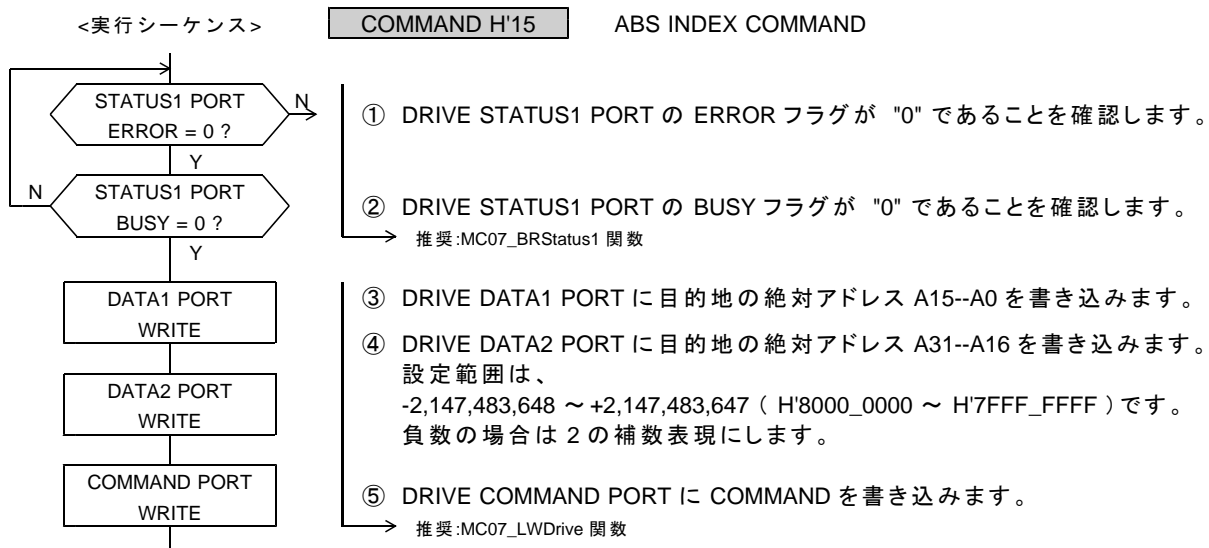 <実行シーケンス>
COMMAND H'15
ABS INDEX COMMAND
STATUS1 PORT
ERROR = 0 ?
N
Y
① DRIVE STATUS1 PORT の ERROR フラグが "0" であることを確認します。
N
STATUS1 PORT
BUSY = 0 ?
Y
② DRIVE STATUS1 PORT の BUSY フラグが "0" であることを確認します。
推奨:MC07_BRStatus1 関数
DATA1 PORT
WRITE
③ DRIVE DATA1 PORT に目的地の絶対アドレス A15--A0 を書き込みます。
DATA2 PORT
WRITE
④ DRIVE DATA2 PORT に目的地の絶対アドレス A31--A16 を書き込みます。
設定範囲は、
-2,147,483,648 ～ +2,147,483,647 ( H'8000_0000 ～ H'7FFF_FFFF ) です。
負数の場合は 2 の補数表現にします。
COMMAND PORT
WRITE
⑤ DRIVE COMMAND PORT に COMMAND を書き込みます。
推奨:MC07_LWDrive 関数